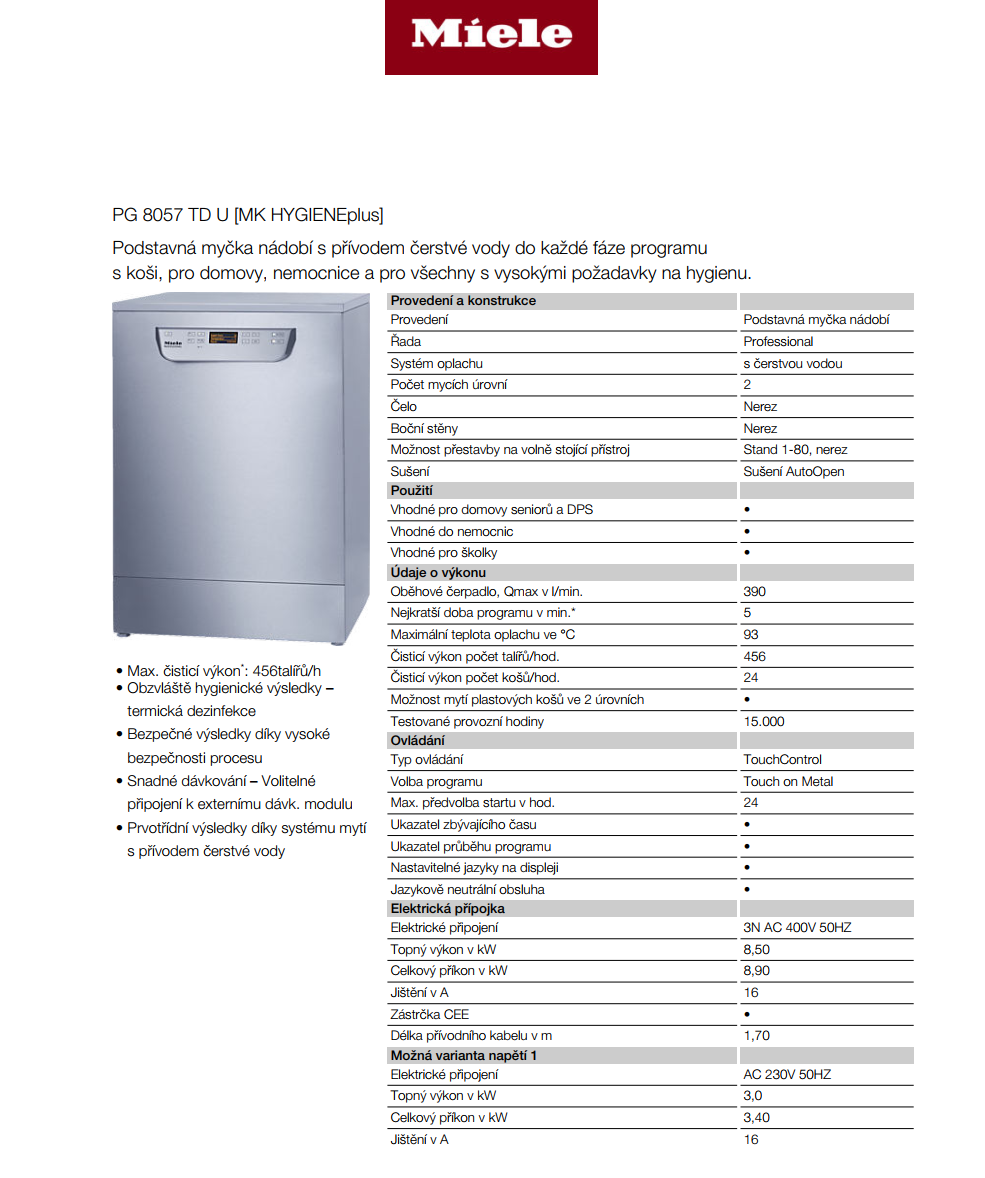 Miele
PG 8057 TD U [MK HYGIENEplus]
Podstavná myčka nádobí s přívodem čerstvé vody do každé fáze programu
s koši, pro domovy, nemocnice a pro všechny s vysokými požadavky na hygienu.
Miele
• Max. čisticí výkon*: 456talířů/h
• Obzvláště hygienické výsledky –
termická dezinfekce
• Bezpečné výsledky díky vysoké
bezpečnosti procesu
• Snadné dávkování – Volitelné
připojení k externímu dávk. modulu
• Prvotřídní výsledky díky systému mytí
s přívodem čerstvé vody
Provedení a konstrukce
Provedení Podstavná myčka nádobí
Řada Professional
Systém oplachu s čerstvou vodou
Počet mycích úrovní 2
Čelo Nerez
Boční stěny Nerez
Možnost přestavby na volně stojící přístroj Stand 1-80, nerez
Sušení Sušení AutoOpen
Použití
Vhodné pro domovy seniorů a DPS •
Vhodné do nemocnic •
Vhodné pro školky •
Údaje o výkonu
Oběhové čerpadlo, Qmax v l/min. 390
Nejkratší doba programu v min.* 5
Maximální teplota oplachu ve °C 93
Čisticí výkon počet talířů/hod. 456
Čisticí výkon počet košů/hod. 24
Možnost mytí plastových košů ve 2 úrovních •
Testované provozní hodiny 15.000
Ovládání
Typ ovládání TouchControl
Volba programu Touch on Metal
Max. předvolba startu v hod. 24
Ukazatel zbývajícího času •
Ukazatel průběhu programu •
Nastavitelné jazyky na displeji •
Jazykově neutrální obsluha •
Elektrická přípojka
Elektrické připojení 3N AC 400V 50HZ
Topný výkon v kW 8,50
Celkový příkon v kW 8,90
Jištění v A 16
Zástrčka CEE •
Délka přívodního kabelu v m 1,70
Možná varianta napětí 1
Elektrické připojení AC 230V 50HZ
Topný výkon v kW 3,0
Celkový příkon v kW 3,40
Jištění v A 16